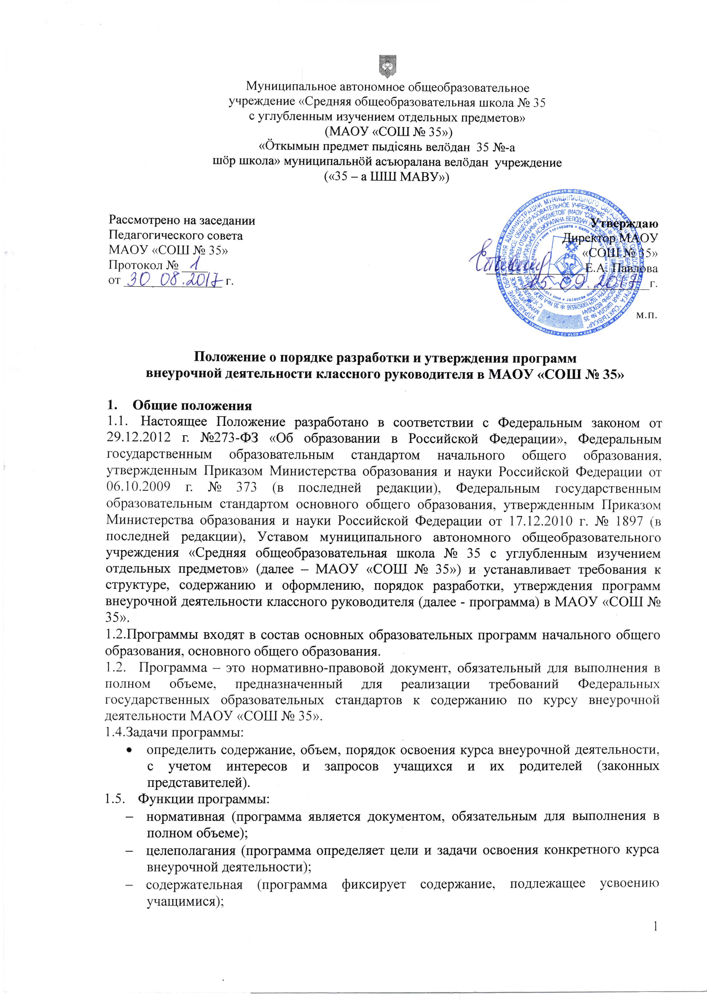 Муниципальное автономное общеобразовательное
учреждение «Средняя общеобразовательная школа № 35
с углубленным изучением отдельных предметов»
(МАОУ «СОШ № 35»)
«Öткымын предмет пыдiсянь велöдан 35 №-а
шöр школа» муниципальнöй асъюралана велöдан учреждение
(«35 – а ШШ МАВУ»)
Рассмотрено на заседании
Педагогического совета
МАОУ «СОШ № 35»
Протокол № 1
от 30 08.2017 г.
Утверждаю
Директор МАОУ
«СОШ № 35»
Е.А. Павлова
09 2017 г.
м.п.
Положение о порядке разработки и утверждения программ
внеурочной деятельности классного руководителя в МАОУ «СОШ № 35»
1. Общие положения
1.1. Настоящее Положение разработано в соответствии с Федеральным законом от
29.12.2012 г. №273-ФЗ «Об образовании в Российской Федерации», Федеральным
государственным образовательным стандартом начального общего образования,
утвержденным Приказом Министерства образования и науки Российской Федерации от
06.10.2009 г. № 373 (в последней редакции), Федеральным государственным
образовательным стандартом основного общего образования, утвержденным Приказом
Министерства образования и науки Российской Федерации от 17.12.2010 г. № 1897 (в
последней редакции), Уставом муниципального автономного общеобразовательного
учреждения «Средняя общеобразовательная школа № 35 с углубленным изучением
отдельных предметов» (далее – МАОУ «СОШ № 35») и устанавливает требования к
структуре, содержанию и оформлению, порядок разработки, утверждения программ
внеурочной деятельности классного руководителя (далее - программа) в МАОУ «СОШ №
35».
1.2.Программы входят в состав основных образовательных программ начального общего
образования, основного общего образования.
1.2. Программа – это нормативно-правовой документ, обязательный для выполнения в
полном объеме, предназначенный для реализации требований Федеральных
государственных образовательных стандартов к содержанию по курсу внеурочной
деятельности МАОУ «СОШ № 35».
1.4.Задачи программы:
• определить содержание, объем, порядок освоения курса внеурочной деятельности,
с учетом интересов и запросов учащихся и их родителей (законных
представителей).
1.5. Функции программы:
– нормативная (программа является документом, обязательным для выполнения в
полном объеме);
– целеполагания (программа определяет цели и задачи освоения конкретного курса
внеурочной деятельности);
– содержательная (программа фиксирует содержание, подлежащее усвоению
учащимися);
1